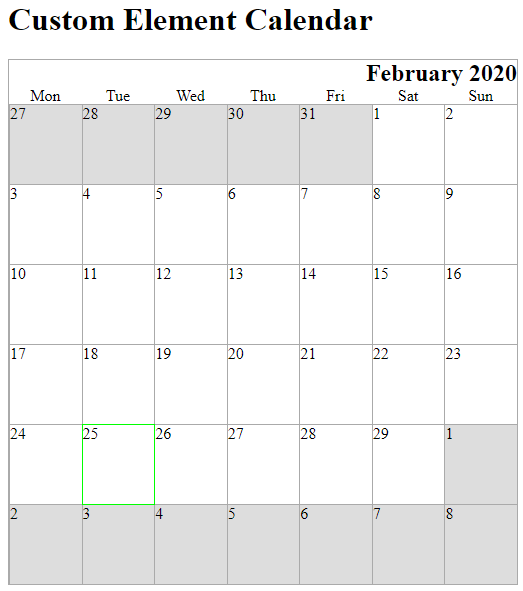 Custom Element Calendar
February 2020
Mon Tue Wed Thu Fri Sat Sun
27 28 29 30 31 1 2
3 4 5 6 7 8 9
10 11 12 13 14 15 16
17 18 19 20 21 22 23
24 25 26 27 28 29 1
2 3 4 5 6 7 8